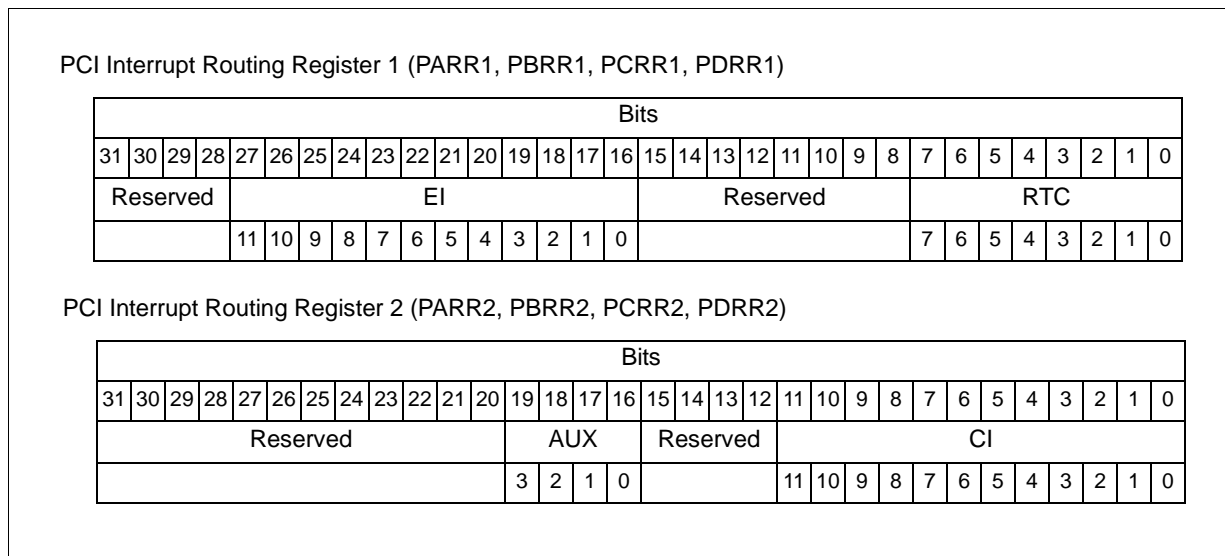 PCI Interrupt Routing Register 1 (PARR1, PBRR1, PCRR1, PDRR1)
Bits
31 30 29 28 27 26 25 24 23 22 21 20 19 18 17 16 15 14 13 12 11 10 9 8 7 6 5 4 3 2 1 0
Reserved EI Reserved RTC
11 10 9 8 7 6 5 4 3 2 1 0 7 6 5 4 3 2 1 0
PCI Interrupt Routing Register 2 (PARR2, PBRR2, PCRR2, PDRR2)
Bits
31 30 29 28 27 26 25 24 23 22 21 20 19 18 17 16 15 14 13 12 11 10 9 8 7 6 5 4 3 2 1 0
Reserved AUX Reserved CI
3 2 1 0 11 10 9 8 7 6 5 4 3 2 1 0